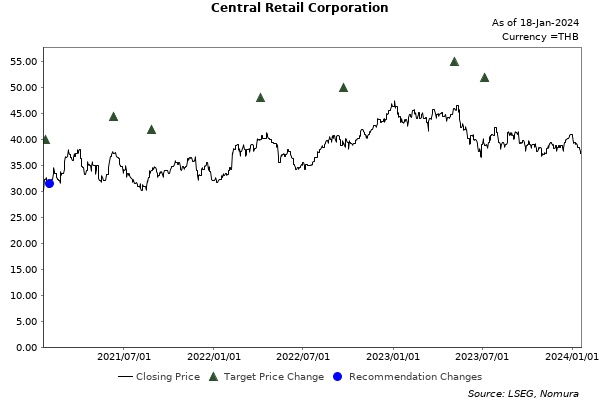 Central Retail Corporation
As of 18-Jan-2024
Currency =THB
55.00
50.00
45.00
40.00
35.00
30.00
25.00
20.00
15.00
10.00
5.00
0.00
2021/07/01 2022/01/01 2022/07/01 2023/01/01 2023/07/01 2024/01/01
Closing Price Target Price Change Recommendation Changes
Source: LSEG, Nomura